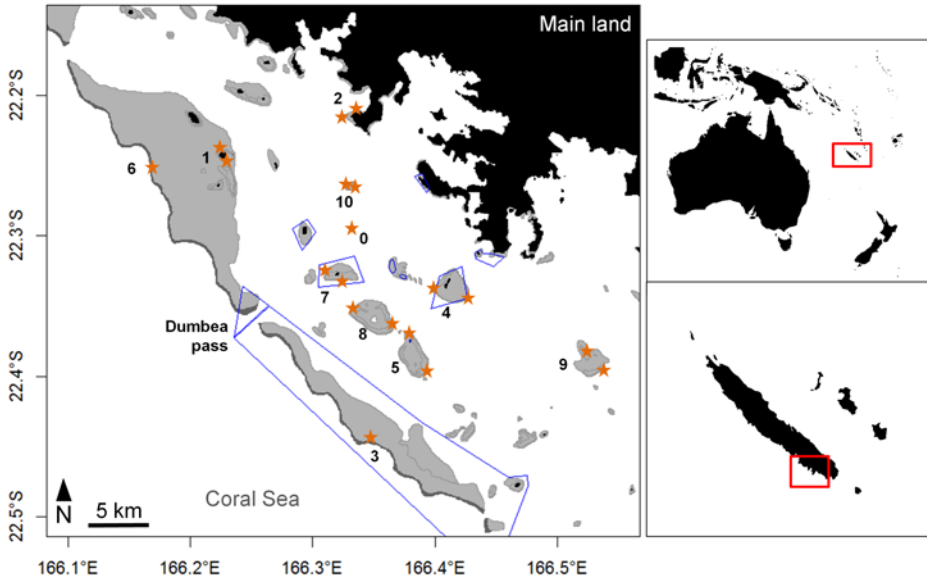 Main land
22.2°S
22.3°S
22.4°S
22.5°S
2
1
6
10
0
7
4
8
5
9
3
Dumbea
pass
Coral Sea
N
5 km
166.1°E
166.2°E
166.3°E
166.4°E
166.5°E